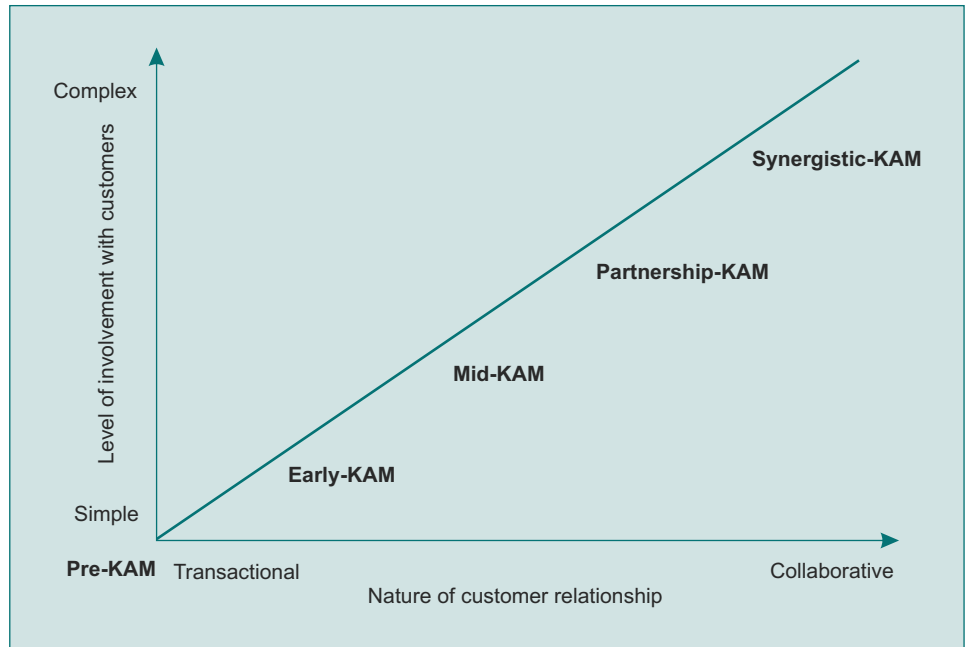 Complex
Level of involvement with customers
Synergistic-KAM
Partnership-KAM
Mid-KAM
Early-KAM
Simple
Pre-KAM
Transactional
Collaborative
Nature of customer relationship